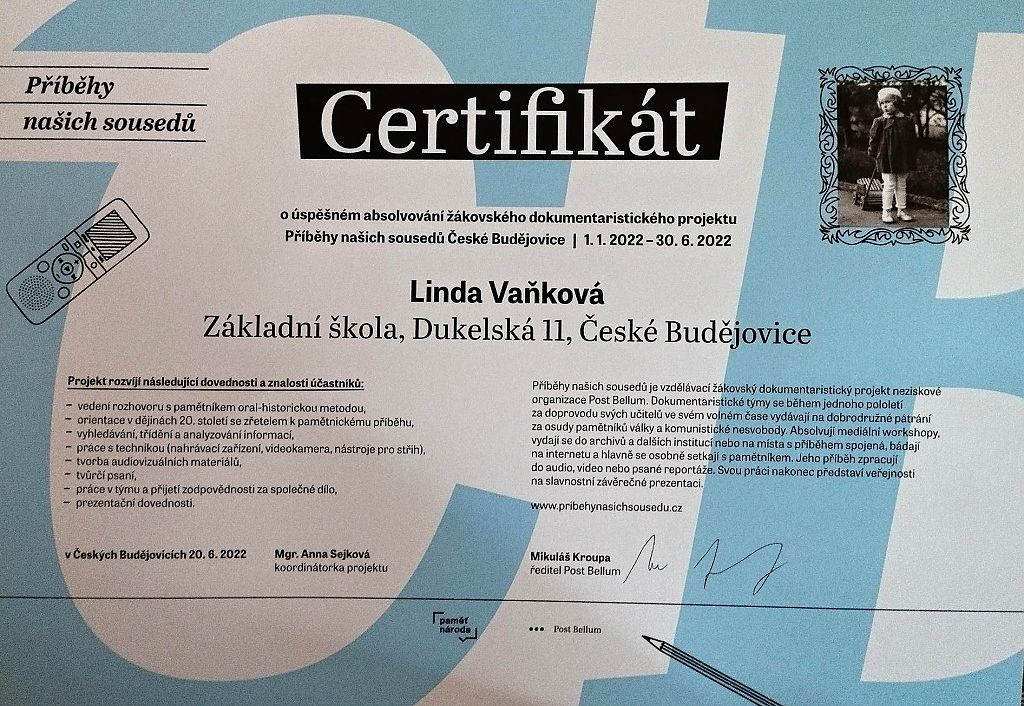 Příběhy
našich sousedů
Certifikát
o úspěšném absolvování žákovského dokumentaristického projektu
Příběhy našich sousedů České Budějovice | 1. 1. 2022 – 30. 6. 2022
Linda Vaňková
Základní škola, Dukelská 11, České Budějovice
Projekt rozvíjí následující dovednosti a znalosti účastníků:
– vedení rozhovoru s pamětníkem oral-historickou metodou,
– orientace v dějinách 20. století se zřetelem k pamětnickému příběhu,
– vyhledávání, třídění a analyzování informací,
– práce s technikou (nahrávací zařízení, videokamera, nástroje pro střih),
– tvorba audiovizuálních materiálů,
– tvůrčí psaní,
– práce v týmu a přijetí zodpovědnosti za společné dílo,
– prezentační dovednosti.
Příběhy našich sousedů je vzdělávací žákovský dokumentaristický projekt neziskové
organizace Post Bellum. Dokumentaristické týmy se během jednoho pololetí
za doprovodu svých učitelů ve svém volném čase vydávají na dobrodružné pátrání
za osudy pamětníků války a komunistické nesvobody. Absolvují mediální workshopy,
vydají se do archivů a dalších institucí nebo na místa s příběhem spojená, bádají
na internetu a hlavně se osobně setkají s pamětníkem. Jeho příběh zpracují
do audio, video nebo psané reportáže. Svou práci nakonec představí veřejnosti
na slavnostní závěrečné prezentaci.
www.pribehynasichsousedu.cz
v Českých Budějovicích 20. 6. 2022
Mgr. Anna Sejková
koordinátorka projektu
Mikuláš Kroupa
ředitel Post Bellum
paměť
národa
Post Bellum